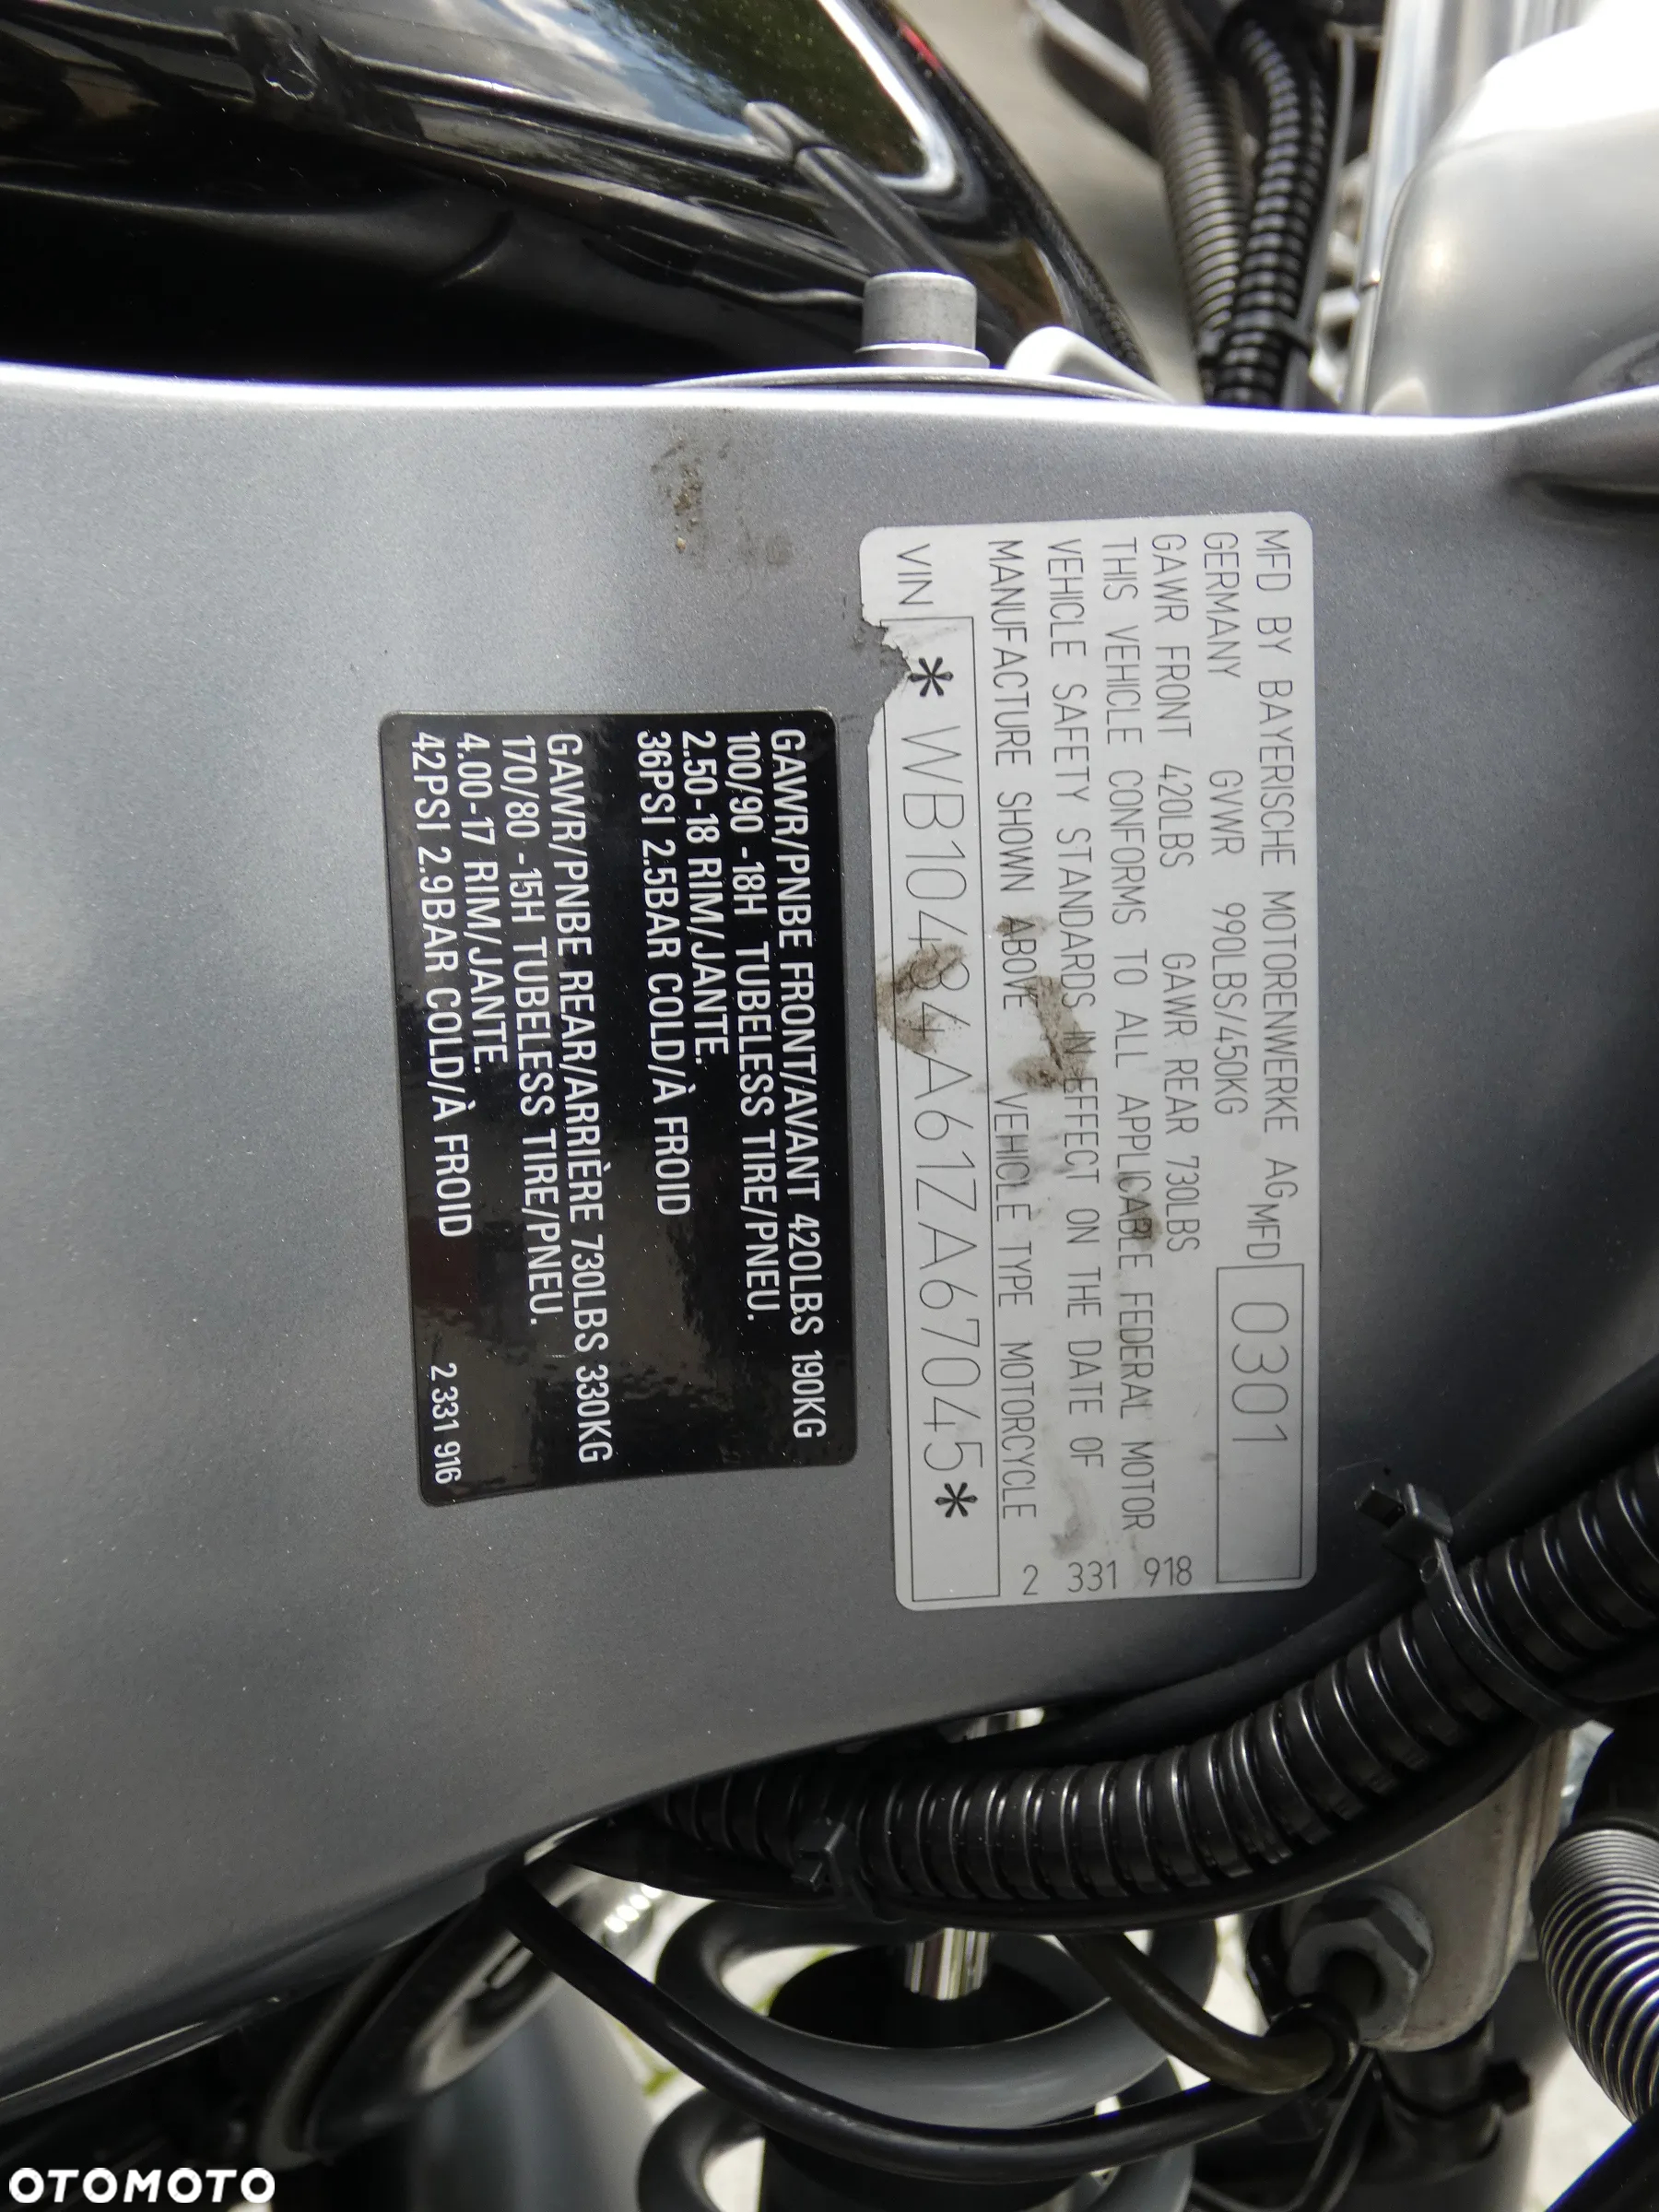 MFD BY BAYERISCHE MOTORENWERKE AG MFD 0301
GERMANY GVWR 990LBS/450KG
GAWR FRONT 420LBS GAWR REAR 730LBS
THIS VEHICLE CONFORMS TO ALL APPLICABLE FEDERAL MOTOR
VEHICLE SAFETY STANDARDS IN EFFECT ON THE DATE OF
MANUFACTURE SHOWN ABOVE VEHICLE TYPE MOTORCYCLE
2 331 918
VIN *WB10434A61ZA67045*
GAWR/PNBE FRONT/AVANT 420LBS 190KG
100/90 -18H TUBELESS TIRE/PNEU.
2.50-18 RIM/JANTE.
36PSI 2.5BAR COLD/À FROID
GAWR/PNBE REAR/ARRIÈRE 730LBS 330KG
170/80 -15H TUBELESS TIRE/PNEU.
4.00-17 RIM/JANTE.
42PSI 2.9BAR COLD/À FROID 2 331 916
OTOMOTO